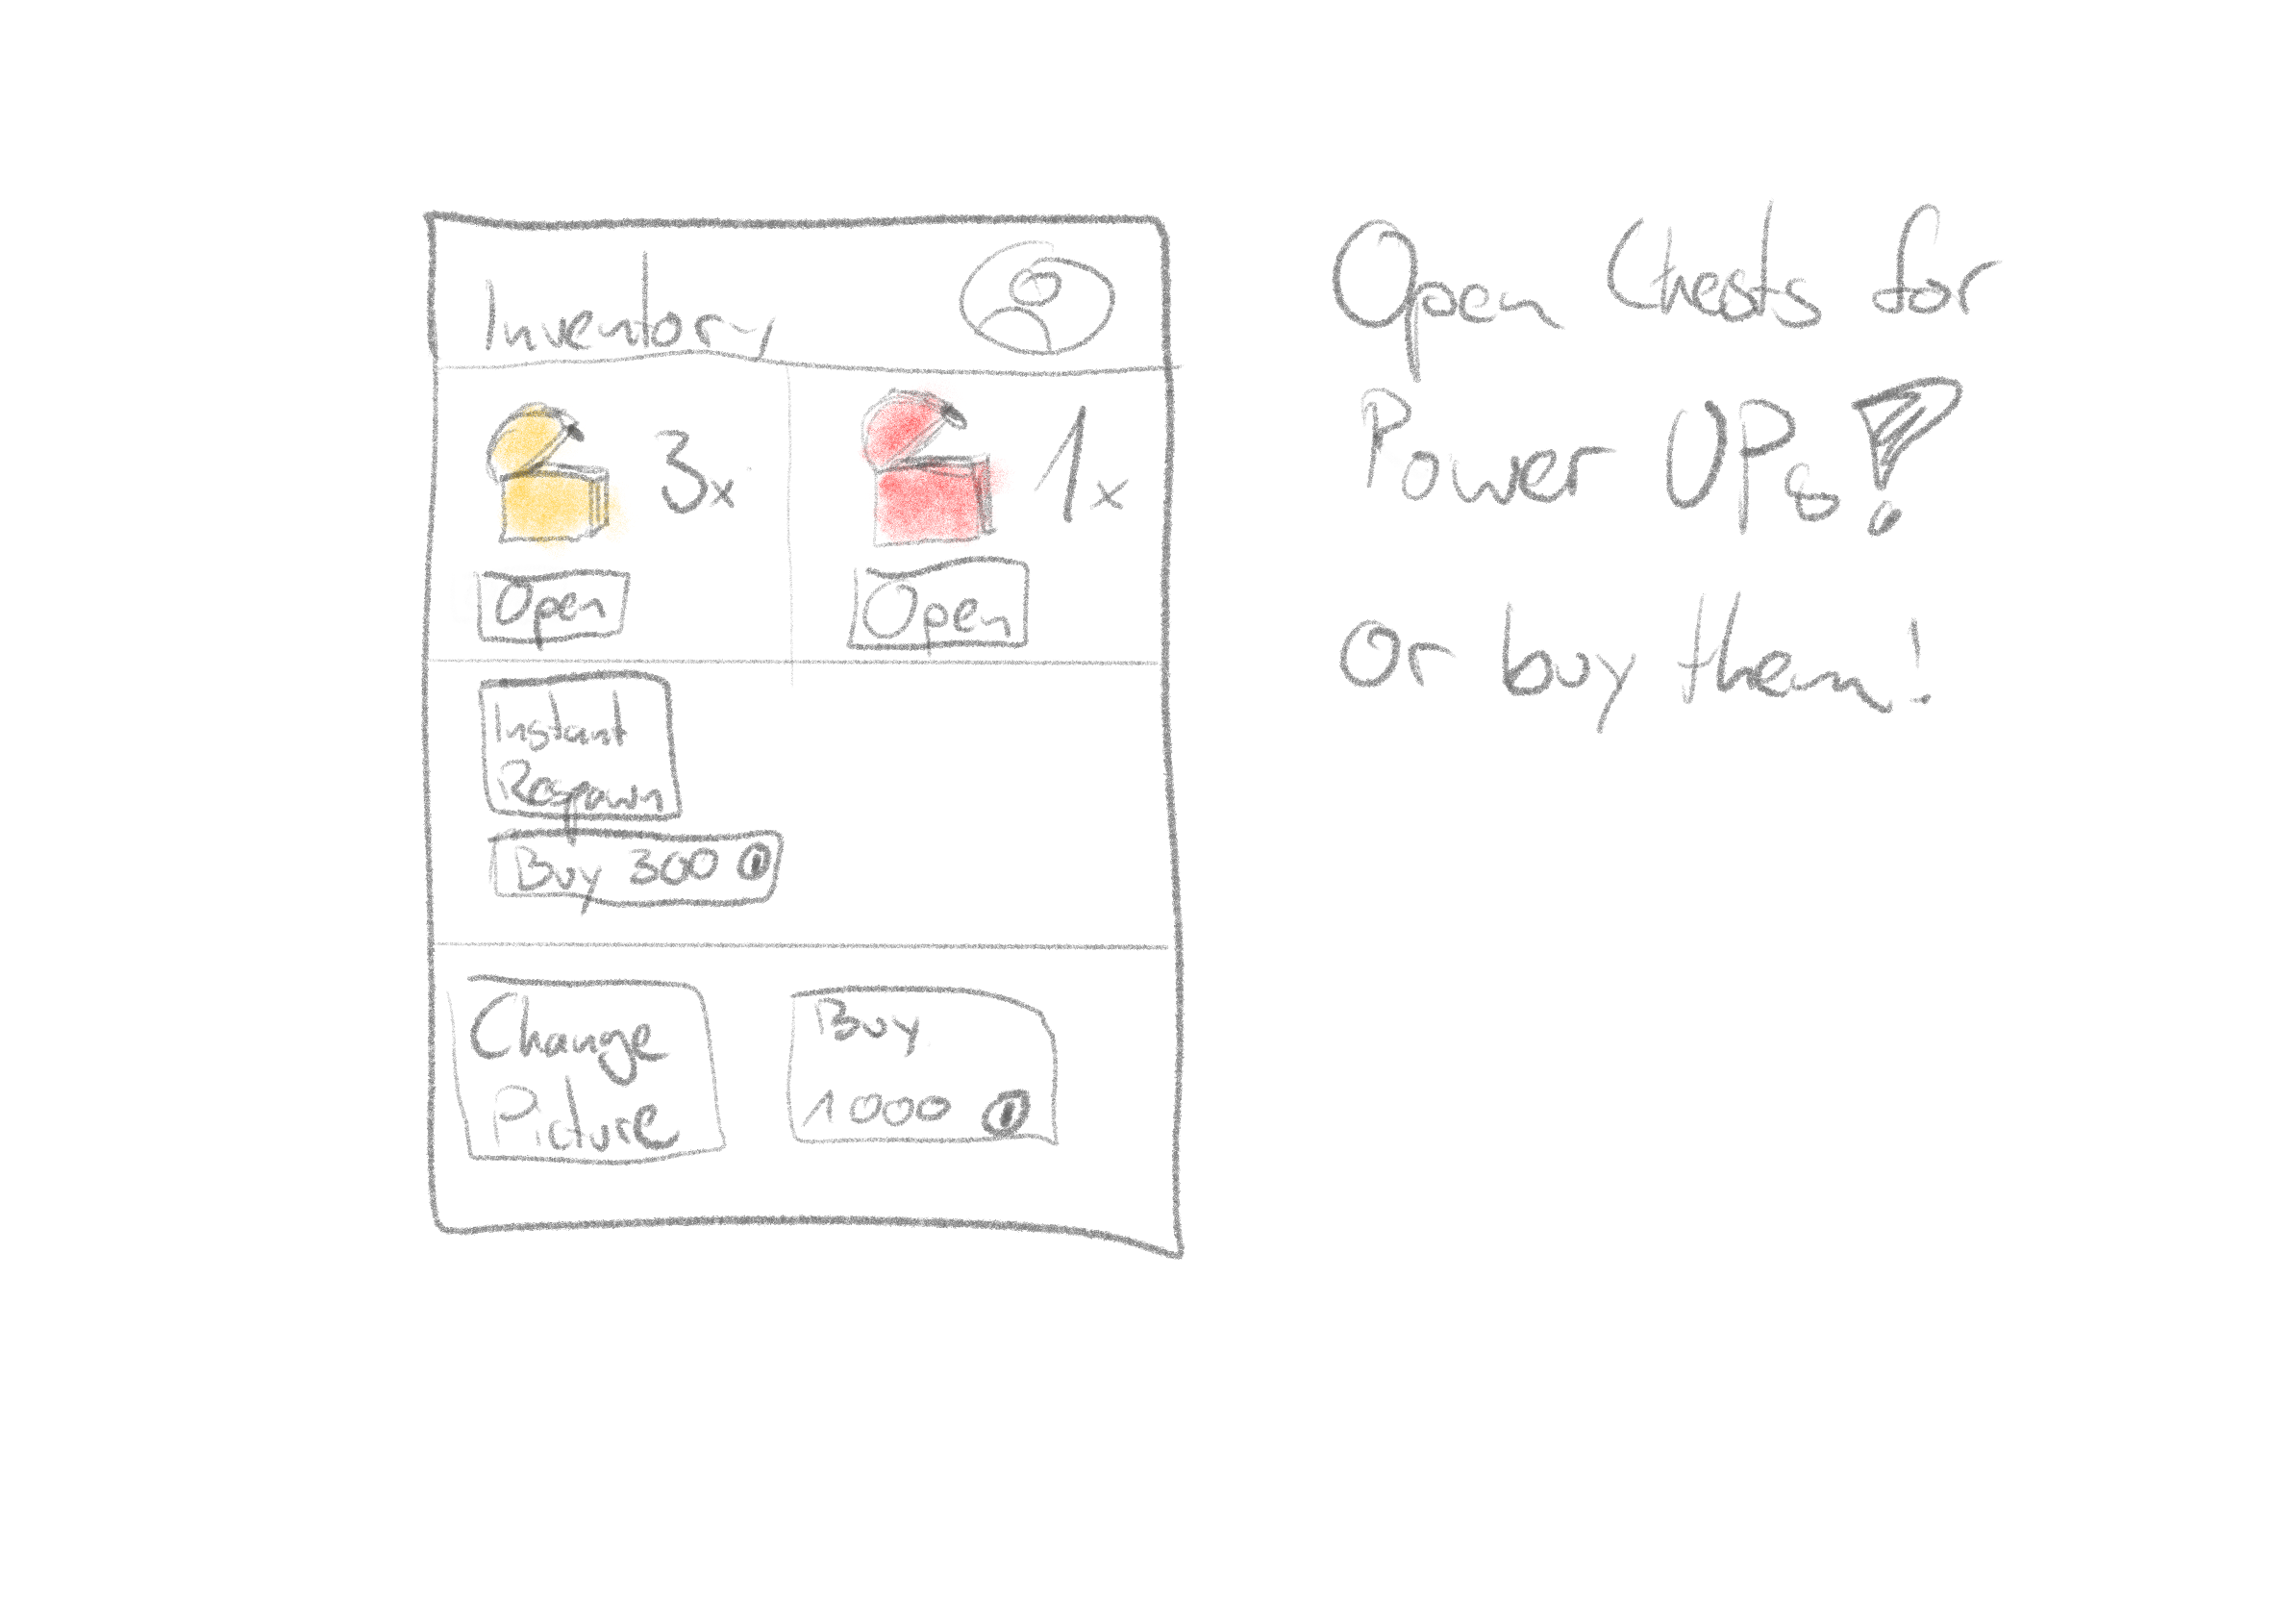 Inventory
3x
1x
Open
Open
Instant
Respawn
Buy 300
Change
Picture
Buy
1000
Open Chests for
Power UPs!
or buy them!